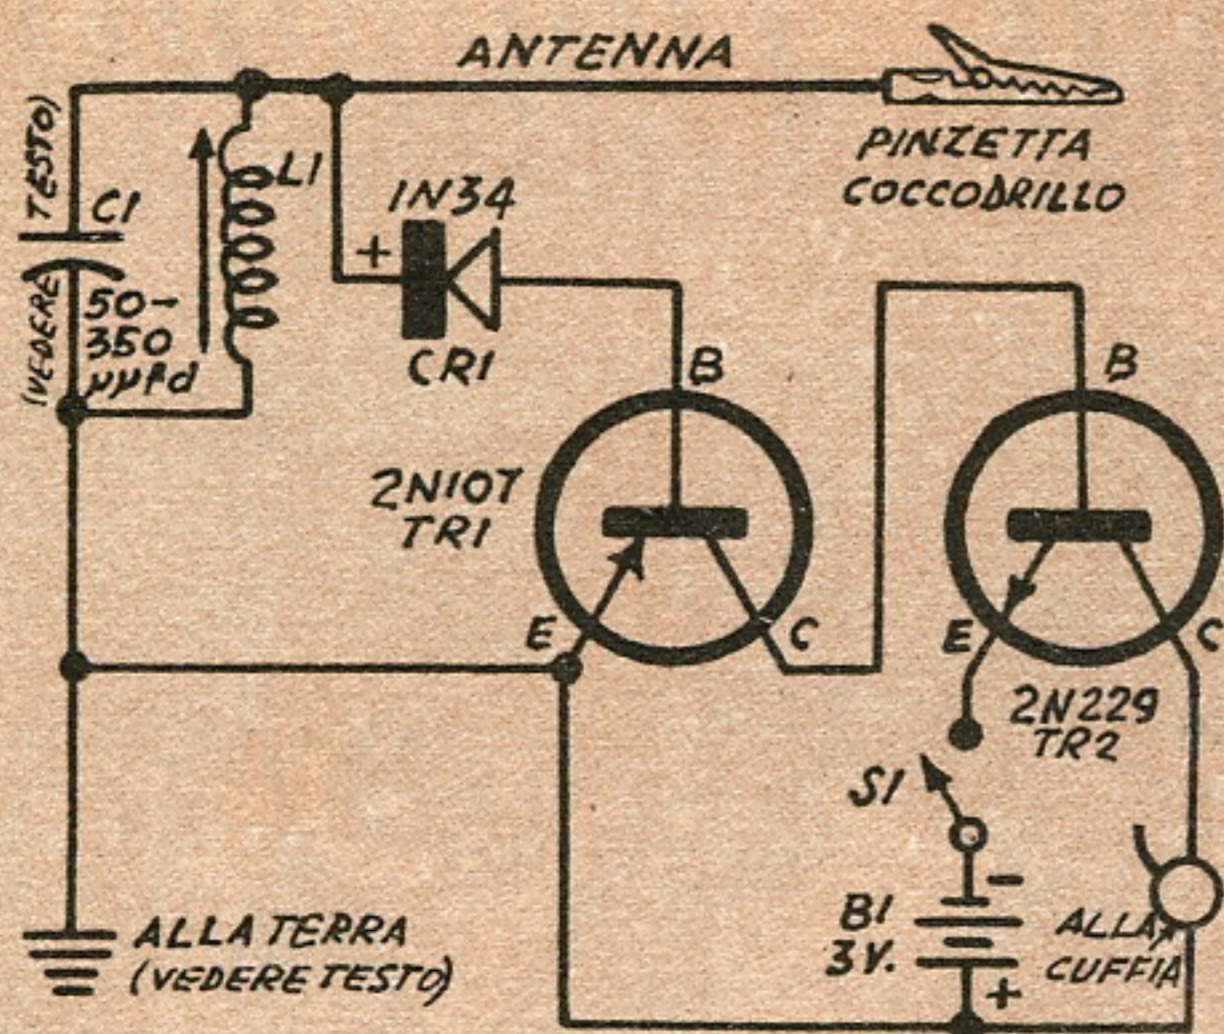 ANTENNA
PINZETTA
COCCODRILLO
(VEDERE TESTO)
C1
50-
350
µµfd
L1
1N34
+
CR1
B
2N107
TR1
E
C
B
E
C
2N229
TR2
S1
-
B1
3V.
+
ALLA
CUFFIA
ALLA TERRA
(VEDERE TESTO)